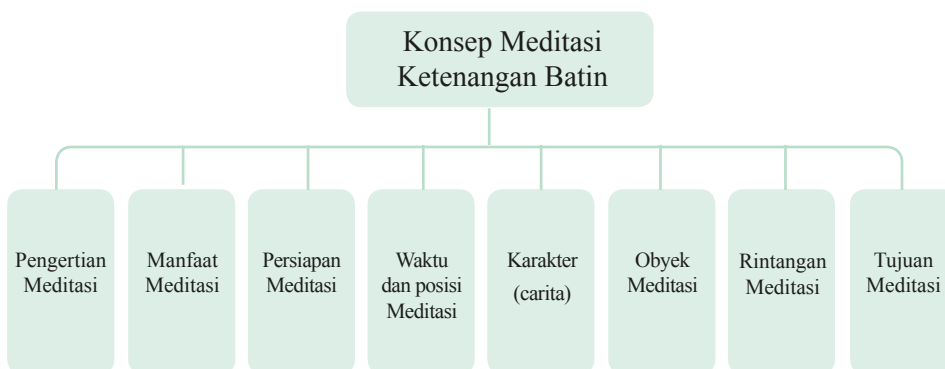 Konsep Meditasi
Ketenangan Batin
Pengertian
Meditasi
Manfaat
Meditasi
Persiapan
Meditasi
Waktu
dan posisi
Meditasi
Karakter
(carita)
Obyek
Meditasi
Rintangan
Meditasi
Tujuan
Meditasi